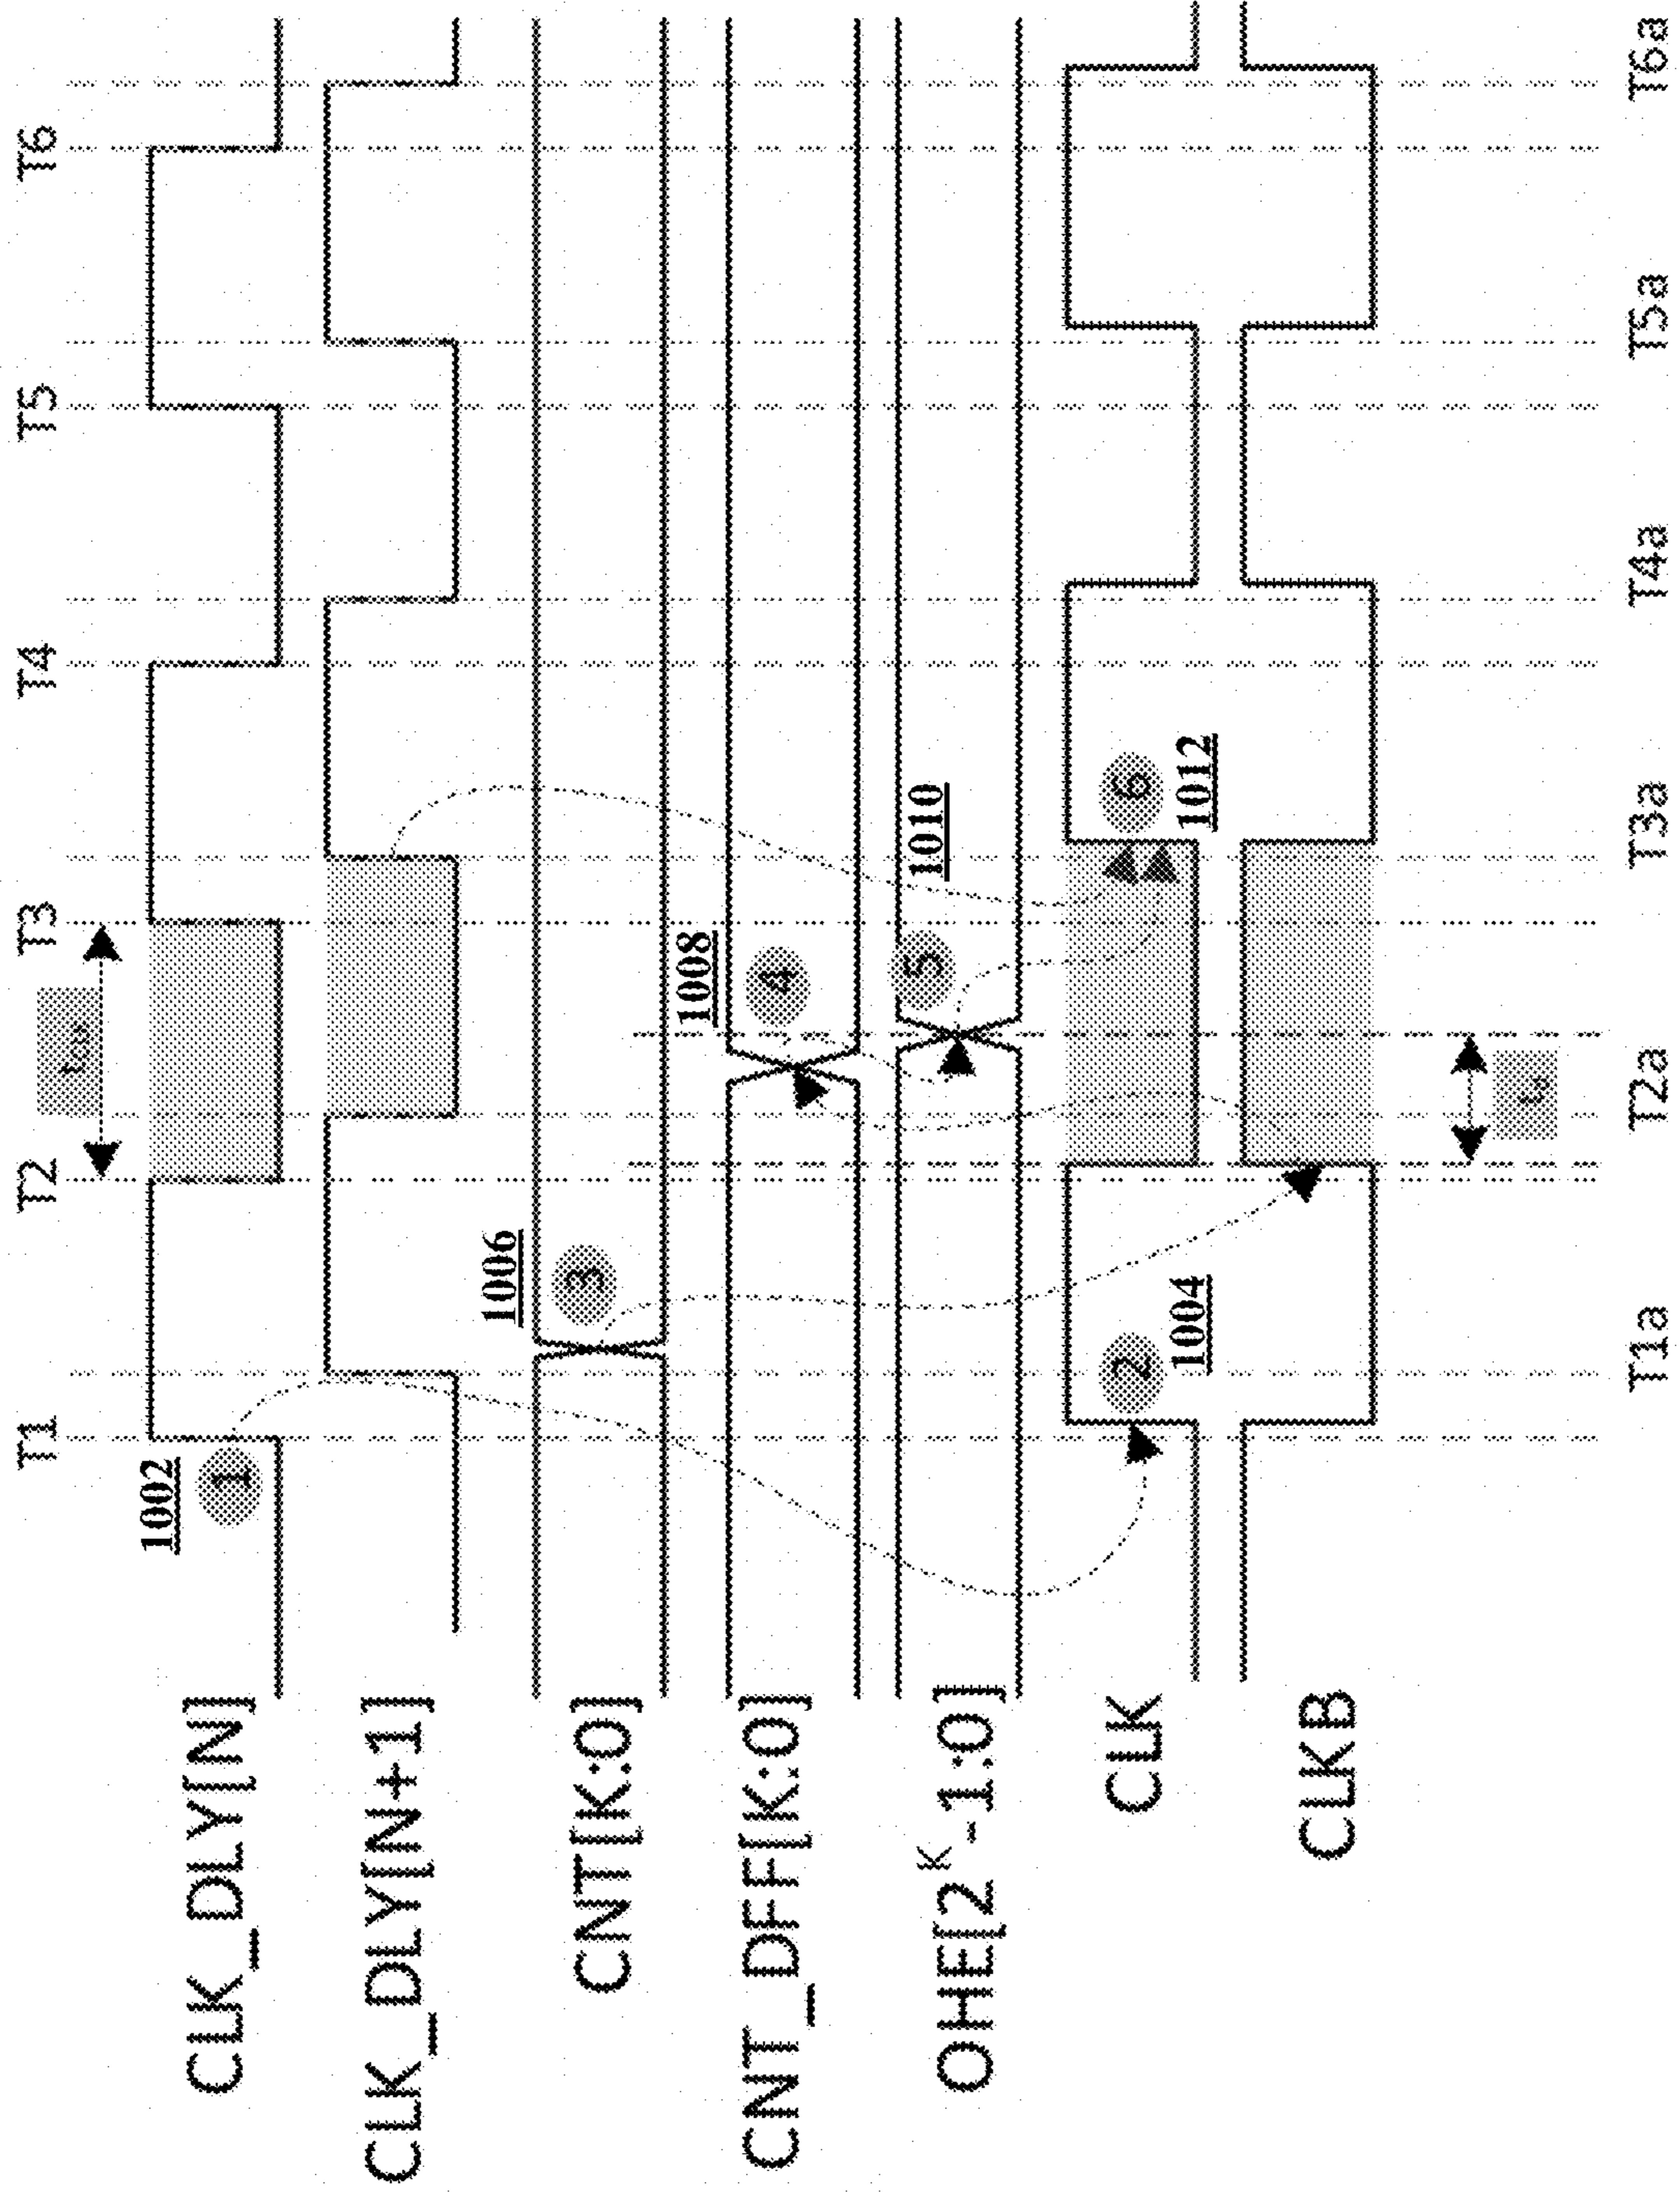 T1 T2 T3 T4 T5 T6
1002
1
CLK_DLY[N]
CLK_DLY[N+1]
1006
3
CNT[K:0]
1008
4
CNT_DFF[K:0]
5
1010
OHE[2^K-1:0]
CLK
2
1004
6
1012
CLKB
T1a T2a T3a T4a T5a T6a